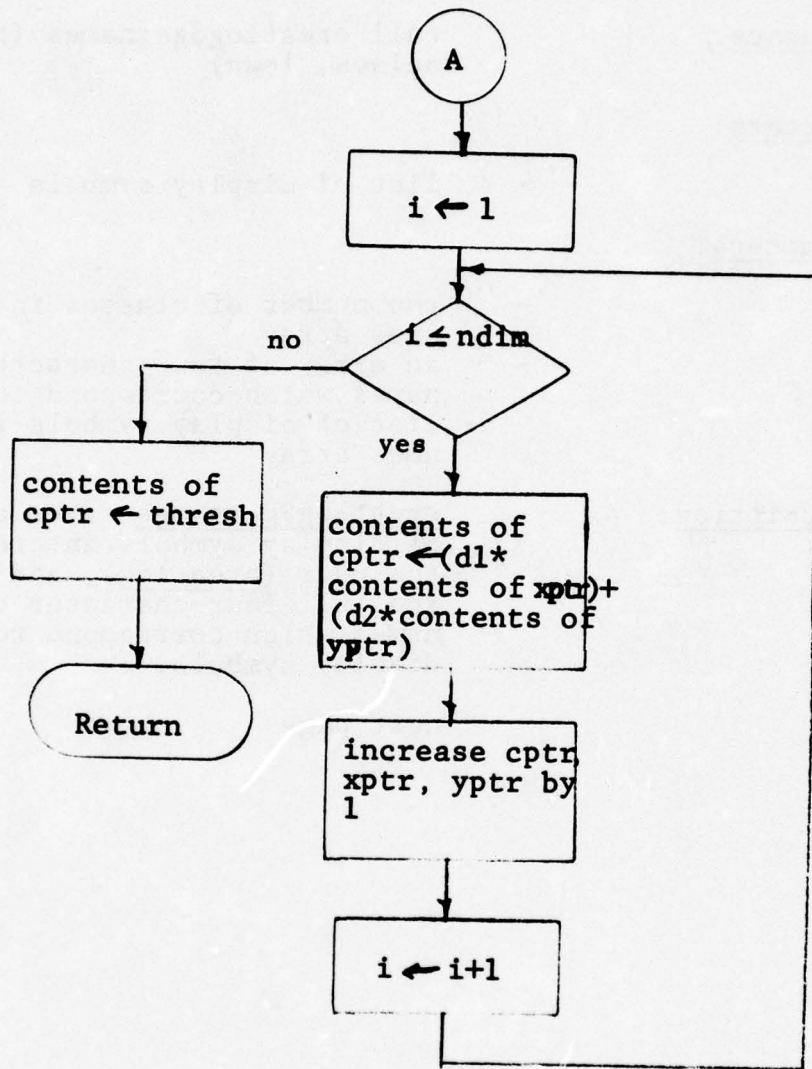 A
i ← 1
i ≤ ndim
no
yes
contents of
cptr ← thresh
Return
contents of
cptr ← (d1*
contents of xptr)+
(d2*contents of
yptr)
increase cptr,
xptr, yptr by
1
i ← i+1